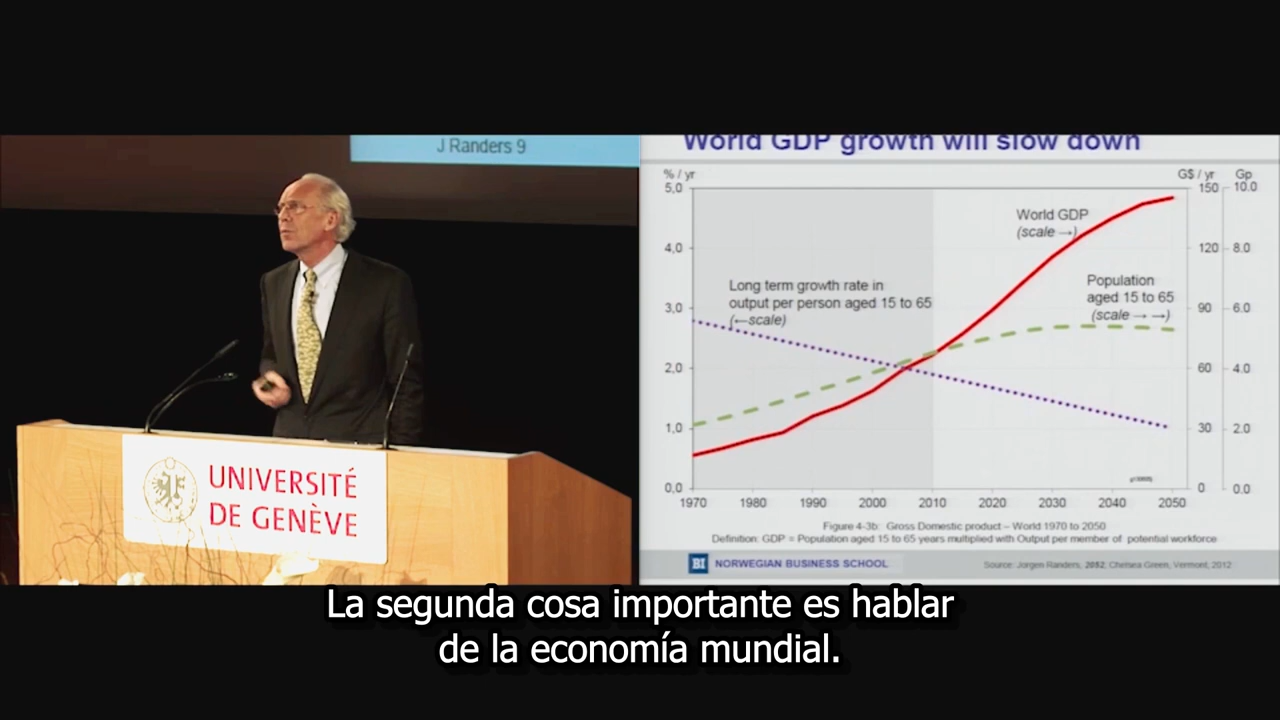 J Randers 9
World GDP growth will slow down
% / yr
G$ / yr
Gp
5,0
150
10.0
World GDP
(scale →)
4,0
120
8.0
Long term growth rate in
output per person aged 15 to 65
(←scale)
Population
aged 15 to 65
(scale → →)
3,0
90
6.0
2,0
60
4.0
1,0
30
2.0
0,0
0
0.0
1970 1980 1990 2000 2010 2020 2030 2040 2050
Figure 4-3b: Gross Domestic product – World 1970 to 2050
Definition: GDP = Population aged 15 to 65 years multiplied with Output per member of potential workforce
BI NORWEGIAN BUSINESS SCHOOL
Source: Jorgen Randers, 2052, Chelsea Green, Vermont, 2012
UNIVERSITÉ
DE GENÈVE
La segunda cosa importante es hablar
de la economía mundial.